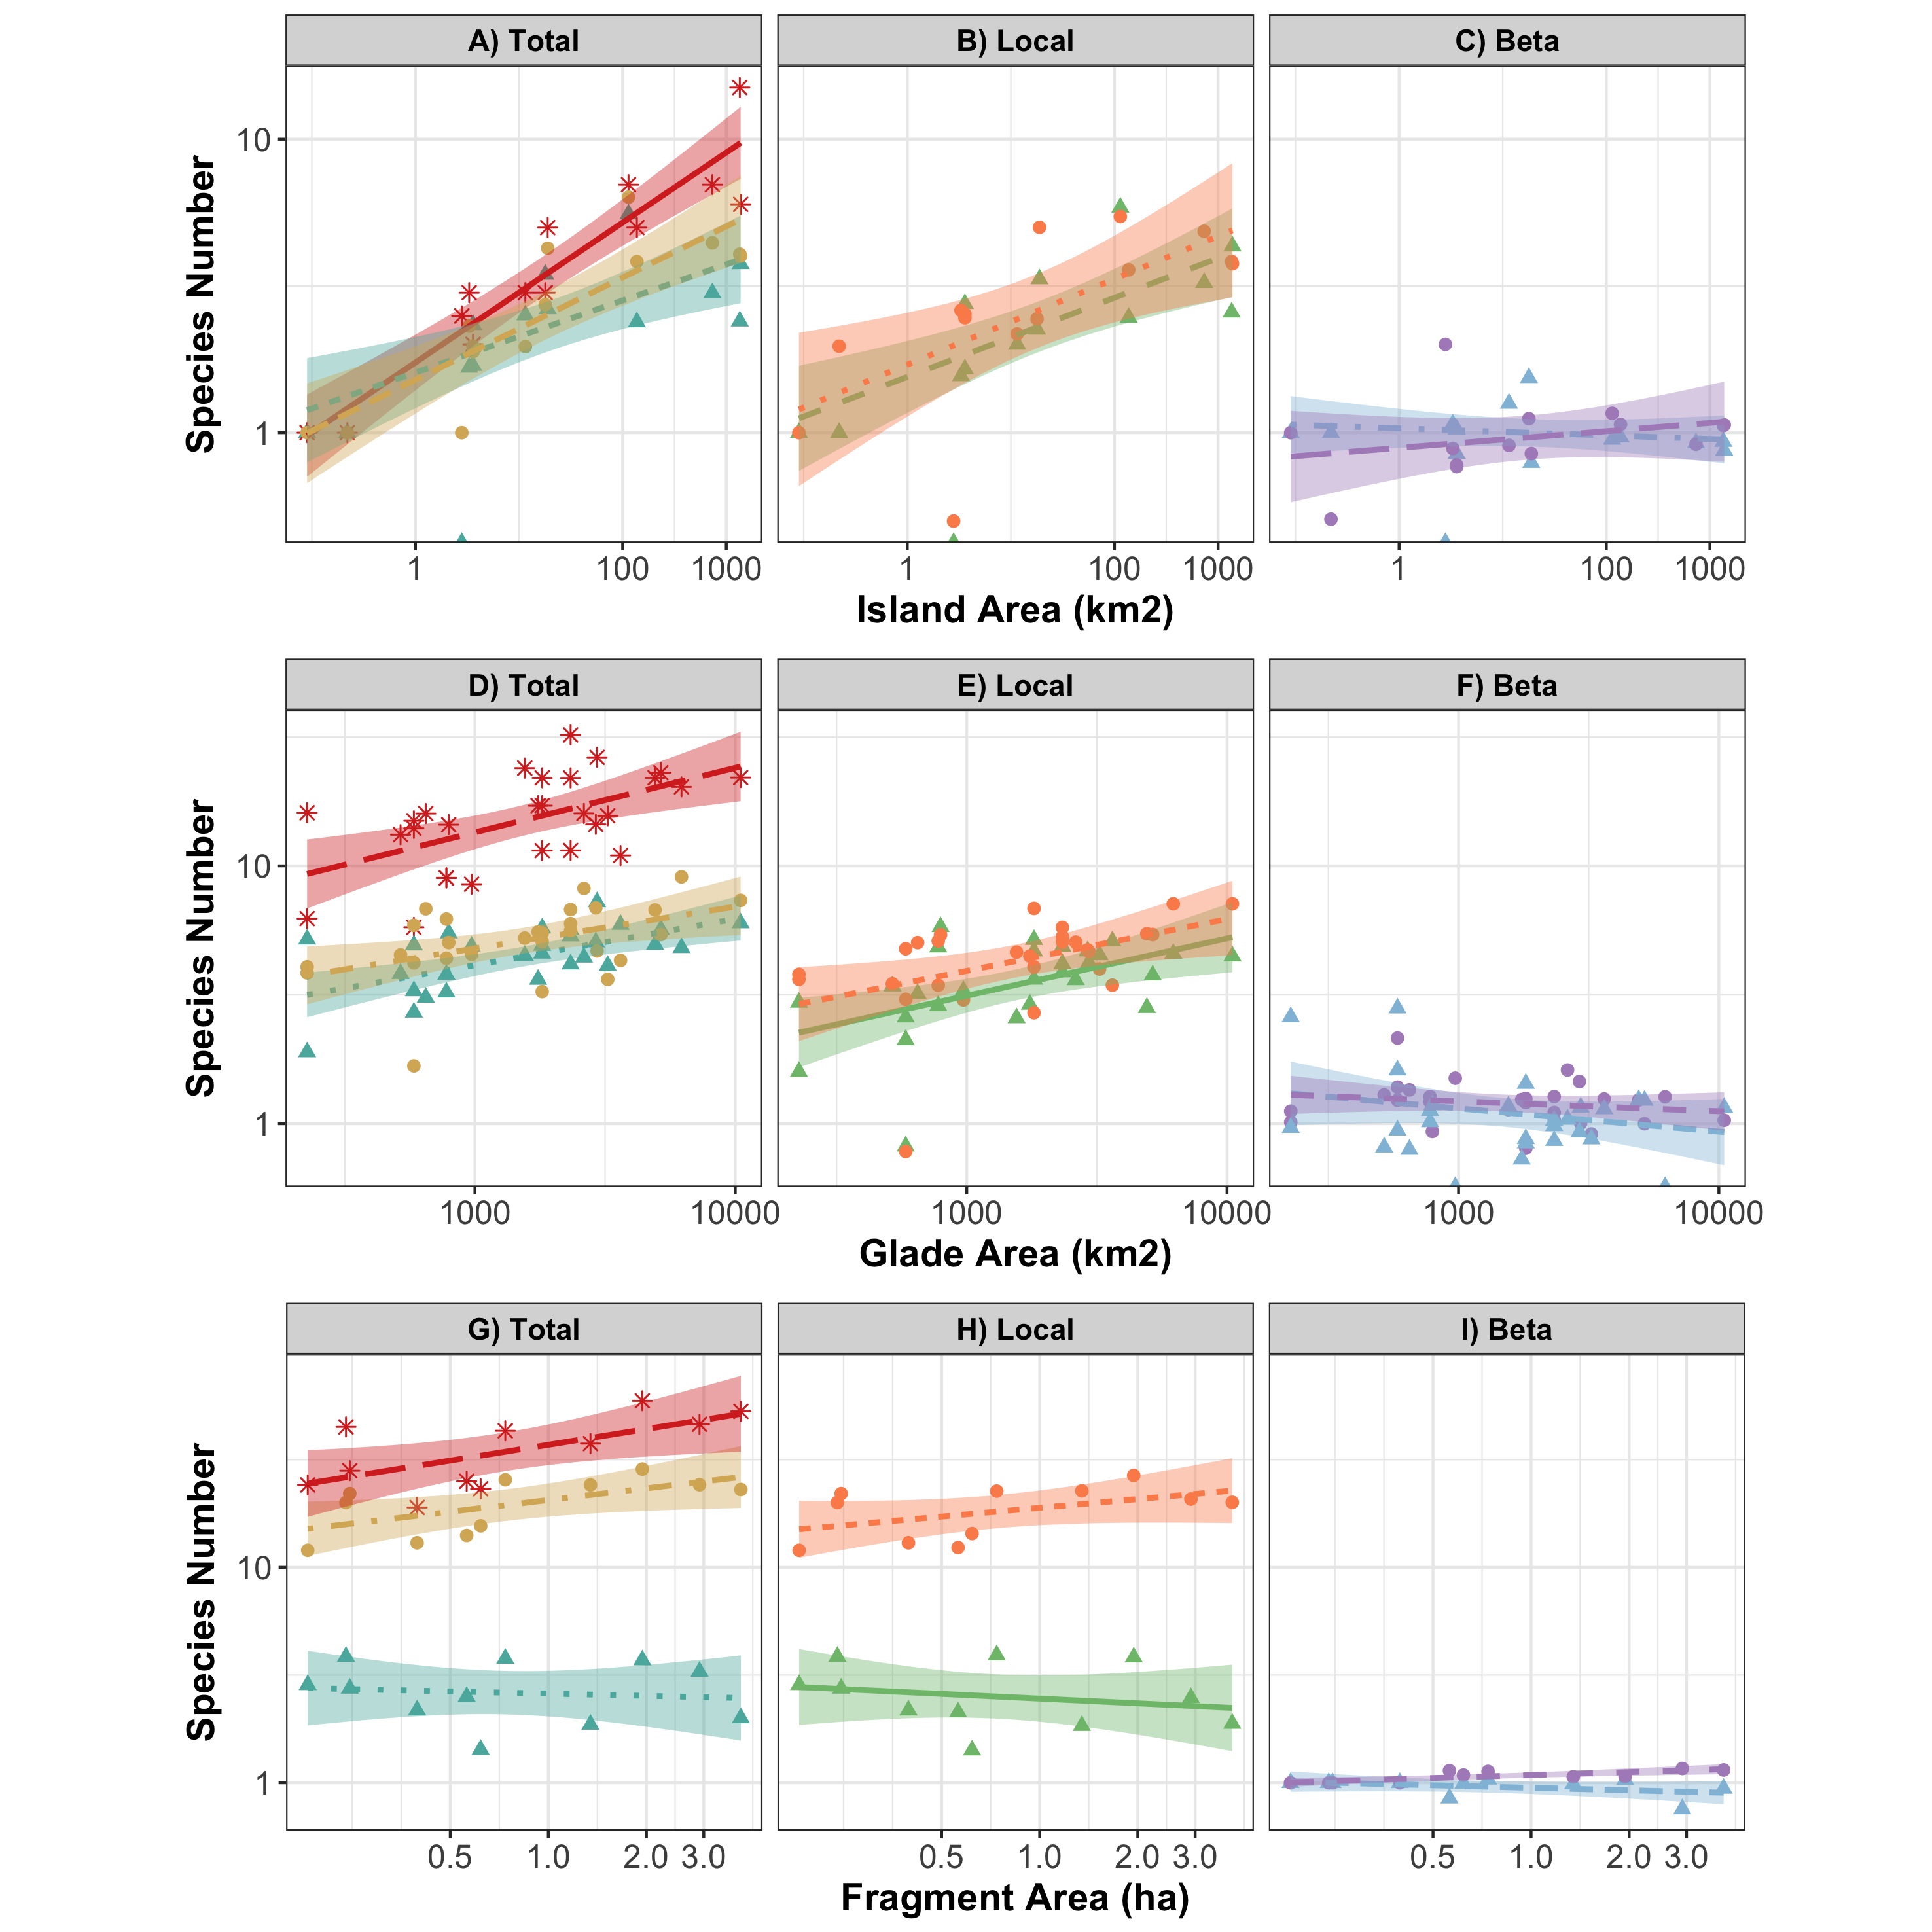 A) Total
B) Local
C) Beta
Species Number
10
1
1 100 1000
1 100 1000
1 100 1000
Island Area (km2)
D) Total
E) Local
F) Beta
Species Number
10
1
1000 10000
1000 10000
1000 10000
Glade Area (km2)
G) Total
H) Local
I) Beta
Species Number
10
1
0.5 1.0 2.0 3.0
0.5 1.0 2.0 3.0
0.5 1.0 2.0 3.0
Fragment Area (ha)